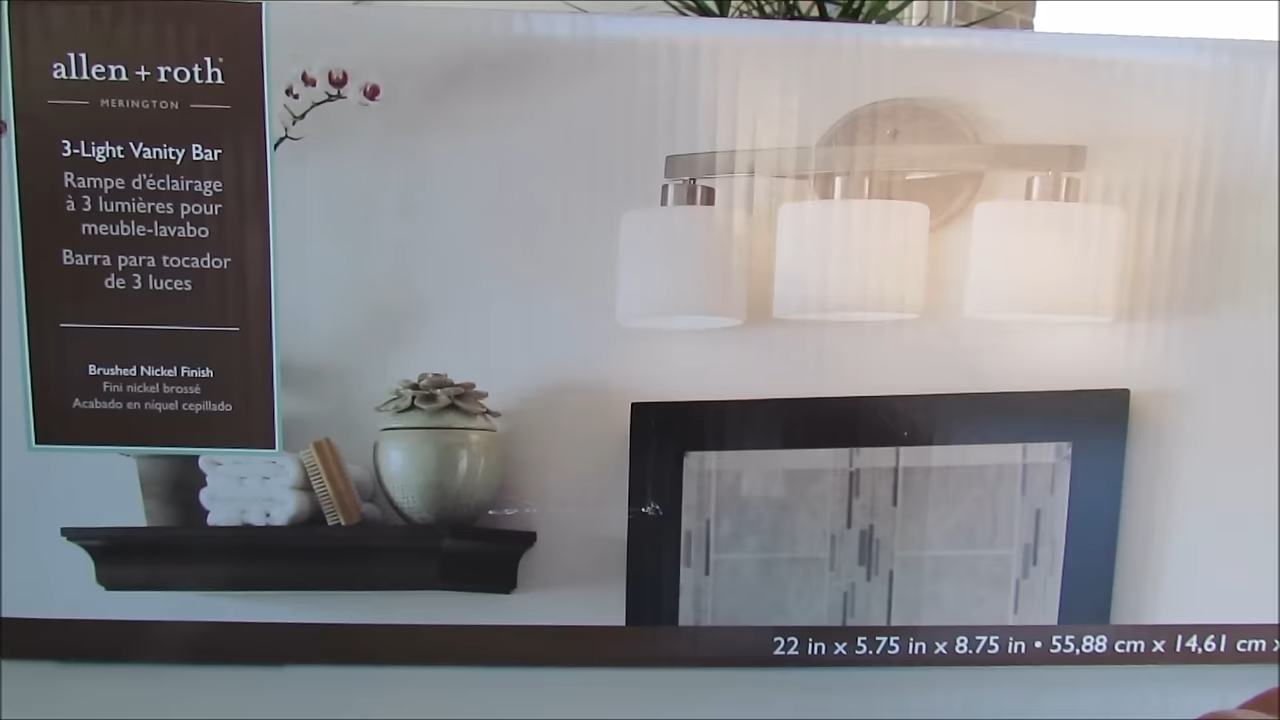 allen + roth
MERINGTON
3-Light Vanity Bar
Rampe d'éclairage
à 3 lumières pour
meuble-lavabo
Barra para tocador
de 3 luces
Brushed Nickel Finish
Fini nickel brossé
Acabado en níquel cepillado
22 in x 5.75 in x 8.75 in • 55,88 cm x 14,61 cm x